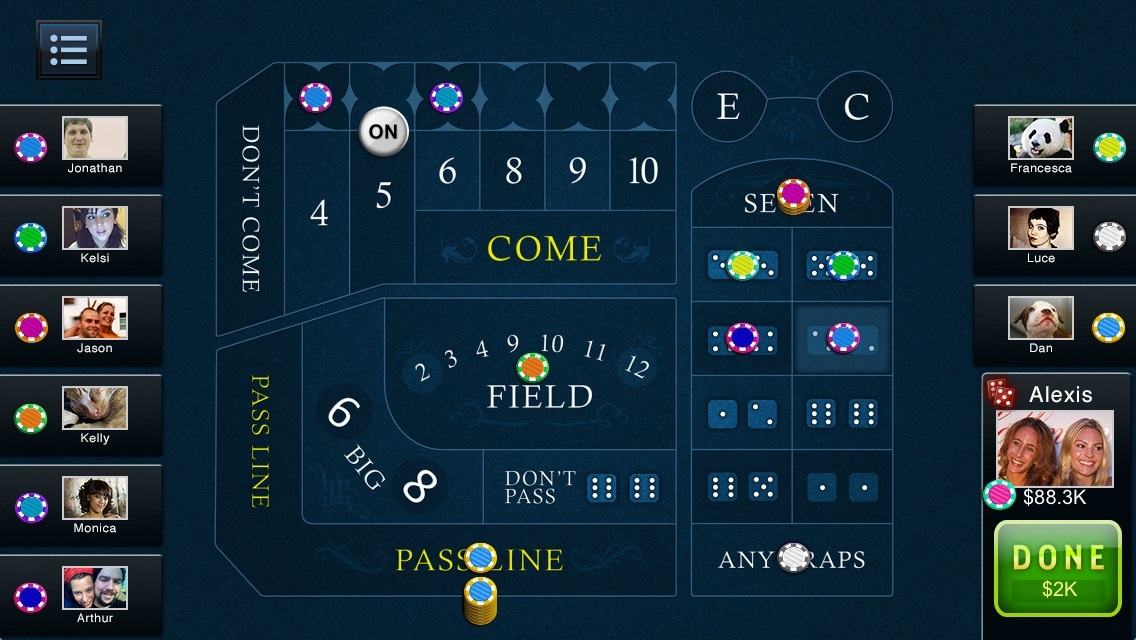 Jonathan
Kelsi
Jason
Kelly
Monica
Arthur
DON'T COME
ON
4
5
6
8
9
10
COME
PASS LINE
2
3
4
9
10
11
12
FIELD
6
BIG
8
DON'T
PASS
PASS LINE
E
C
SEVEN
ANY CRAPS
Francesca
Luce
Dan
Alexis
$88.3K
DONE
$2K